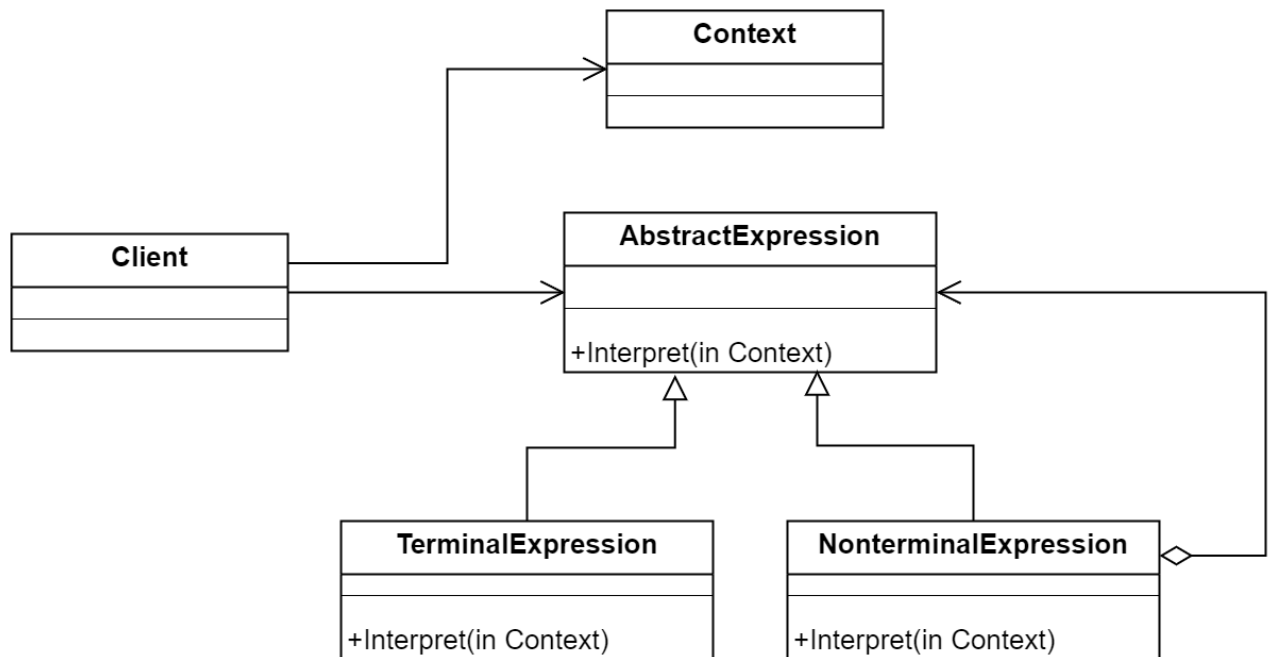 Context
Client
AbstractExpression
+Interpret(in Context)
TerminalExpression
+Interpret(in Context)
NonterminalExpression
+Interpret(in Context)